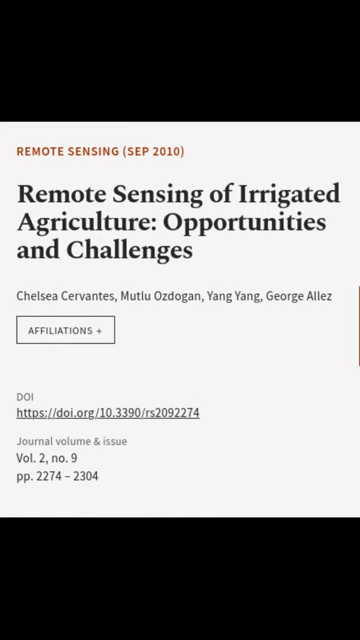 REMOTE SENSING (SEP 2010)
Remote Sensing of Irrigated
Agriculture: Opportunities
and Challenges
Chelsea Cervantes, Mutlu Ozdogan, Yang Yang, George Allez
AFFILIATIONS +
DOI
https://doi.org/10.3390/rs2092274
Journal volume & issue
Vol. 2, no. 9
pp. 2274 – 2304